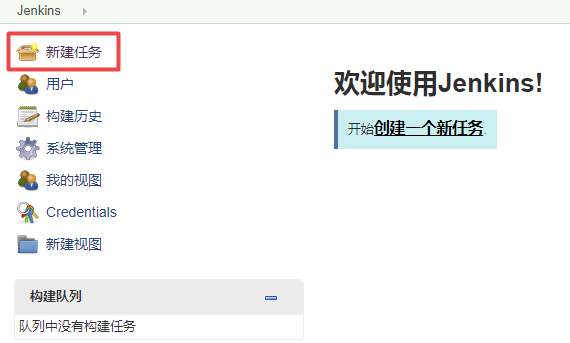 Jenkins
新建任务
用户
构建历史
系统管理
我的视图
Credentials
新建视图
构建队列
队列中没有构建任务
欢迎使用Jenkins!
开始创建一个新任务.